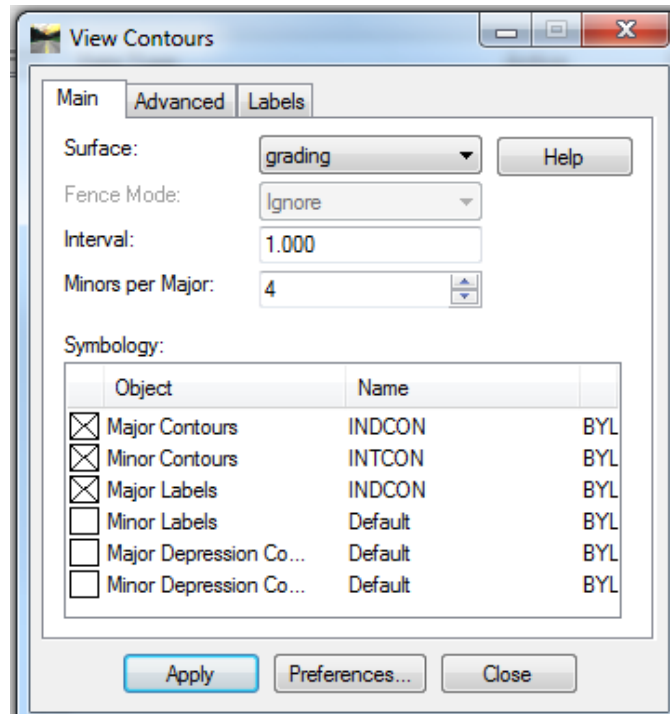 View Contours
Main Advanced Labels
Surface: grading Help
Fence Mode: Ignore
Interval: 1.000
Minors per Major: 4
Symbology:
Object Name
Major Contours INDCON BYL
Minor Contours INTCON BYL
Major Labels INDCON BYL
Minor Labels Default BYL
Major Depression Co... Default BYL
Minor Depression Co... Default BYL
Apply Preferences... Close